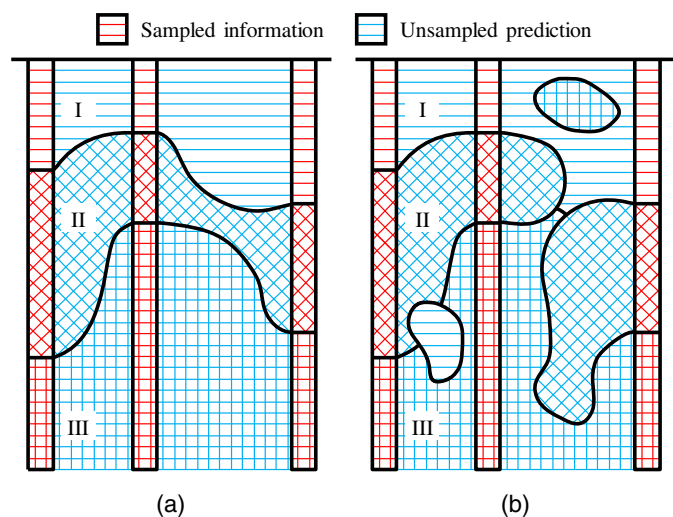 Sampled information Unsampled prediction
I I
II II
III III
(a) (b)